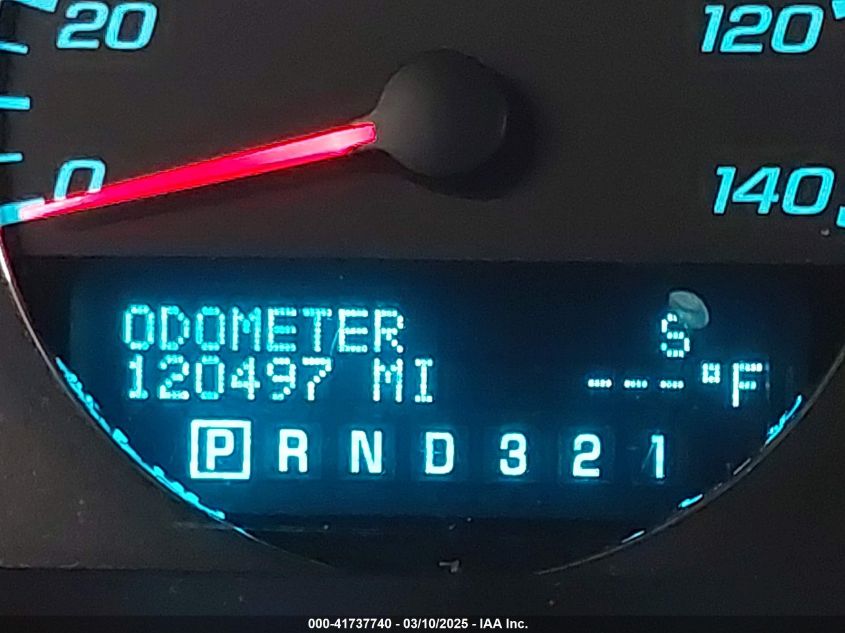 20 120
0 140
ODOMETER S
120497 MI ---°F
P R N D 3 2 1
000-41737740 - 03/10/2025 - IAA Inc.